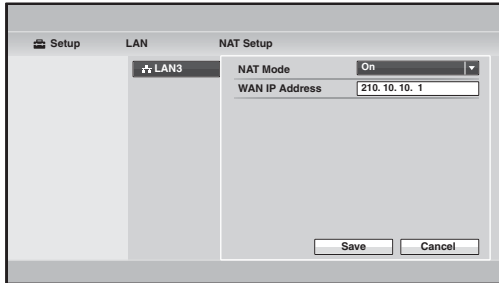 Setup LAN NAT Setup
LAN3
NAT Mode On
WAN IP Address 210. 10. 10. 1
Save Cancel